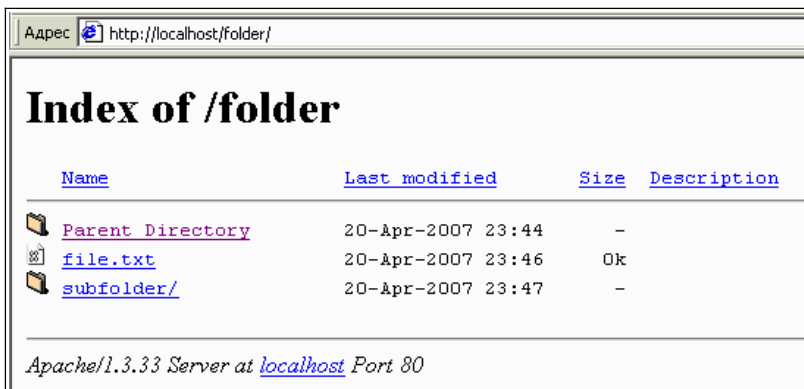 Адрес http://localhost/folder/
Index of /folder
Name Last modified Size Description
Parent Directory 20-Apr-2007 23:44 -
file.txt 20-Apr-2007 23:46 0k
subfolder/ 20-Apr-2007 23:47 -
Apache/1.3.33 Server at localhost Port 80